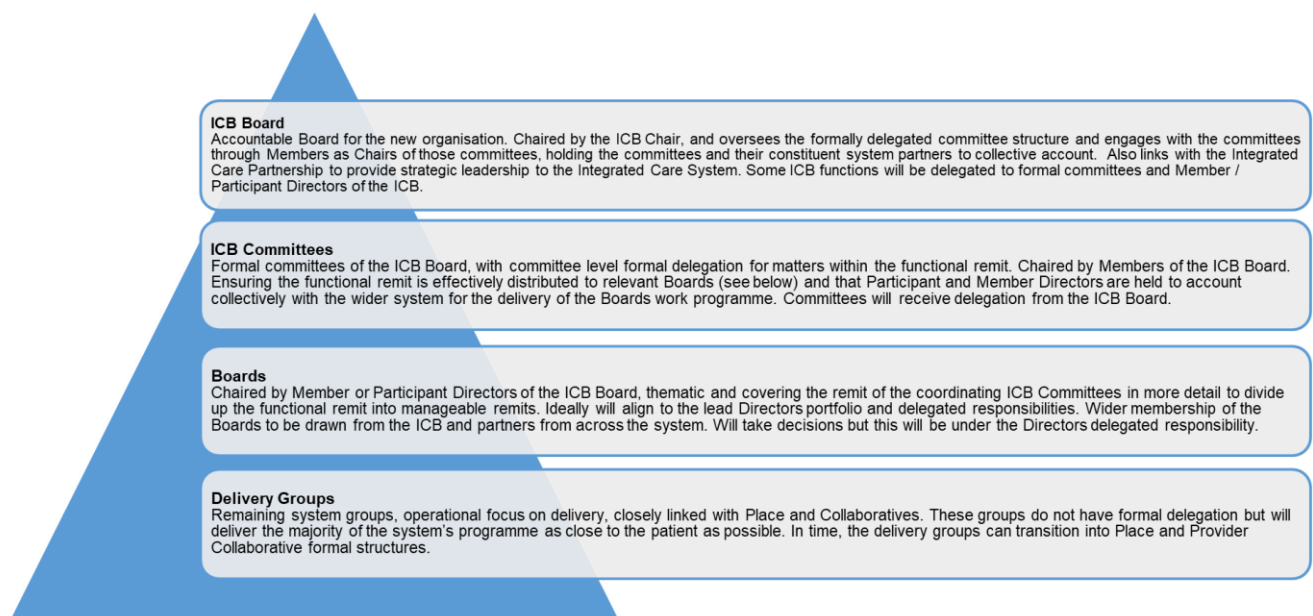 ICB Board
Accountable Board for the new organisation. Chaired by the ICB Chair, and oversees the formally delegated committee structure and engages with the committees
through Members as Chairs of those committees, holding the committees and their constituent system partners to collective account. Also links with the Integrated
Care Partnership to provide strategic leadership to the Integrated Care System. Some ICB functions will be delegated to formal committees and Member /
Participant Directors of the ICB.
ICB Committees
Formal committees of the ICB Board, with committee level formal delegation for matters within the functional remit. Chaired by Members of the ICB Board.
Ensuring the functional remit is effectively distributed to relevant Boards (see below) and that Participant and Member Directors are held to account
collectively with the wider system for the delivery of the Boards work programme. Committees will receive delegation from the ICB Board.
Boards
Chaired by Member or Participant Directors of the ICB Board, thematic and covering the remit of the coordinating ICB Committees in more detail to divide
up the functional remit into manageable remits. Ideally will align to the lead Directors portfolio and delegated responsibilities. Wider membership of the
Boards to be drawn from the ICB and partners from across the system. Will take decisions but this will be under the Directors delegated responsibility.
Delivery Groups
Remaining system groups, operational focus on delivery, closely linked with Place and Collaboratives. These groups do not have formal delegation but will
deliver the majority of the system's programme as close to the patient as possible. In time, the delivery groups can transition into Place and Provider
Collaborative formal structures.